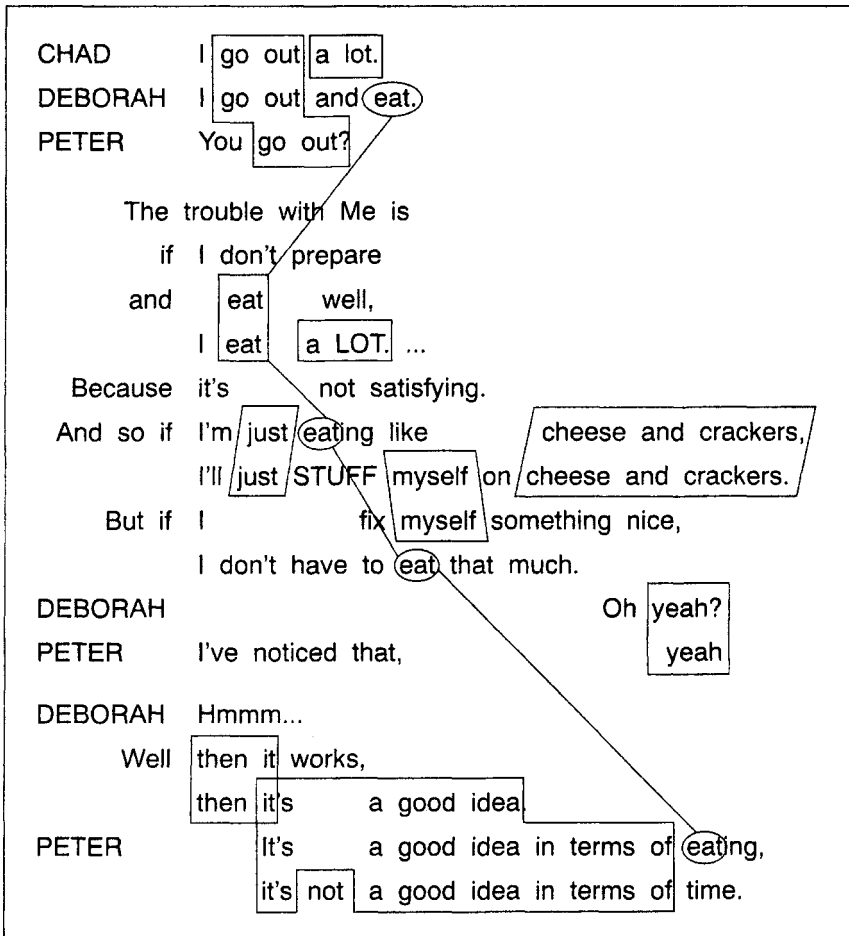 CHAD I go out a lot.
DEBORAH I go out and eat.
PETER You go out?
The trouble with Me is
if I don't prepare
and eat well,
I eat a LOT. ...
Because it's not satisfying.
And so if I'm just eating like cheese and crackers,
I'll just STUFF myself on cheese and crackers.
But if I fix myself something nice,
I don't have to eat that much.
DEBORAH Oh yeah?
PETER I've noticed that, yeah
DEBORAH Hmmm...
Well then it works,
then it's a good idea.
PETER It's a good idea in terms of eating,
it's not a good idea in terms of time.